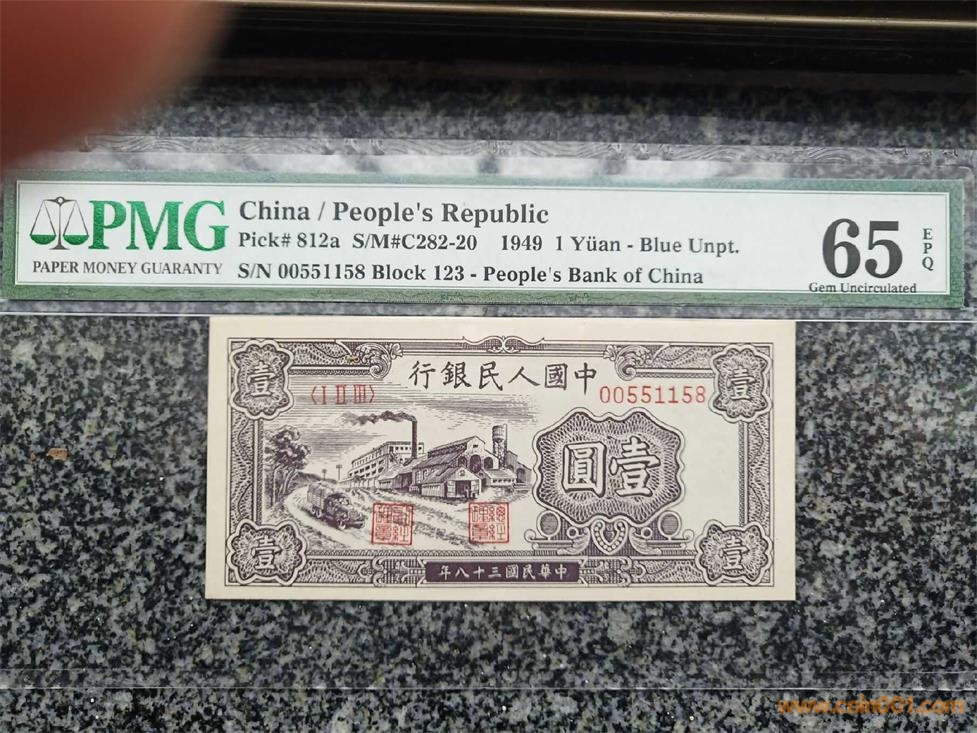 PMG
PAPER MONEY GUARANTY
China / People's Republic
Pick# 812a S/M#C282-20 1949 1 Yüan - Blue Unpt.
S/N 00551158 Block 123 - People's Bank of China
65
EPQ
Gem Uncirculated
行銀民人國中
壹
壹
〈I II III〉
00551158
圓壹
壹
壹
年八十三國民華中
www.coin001.com